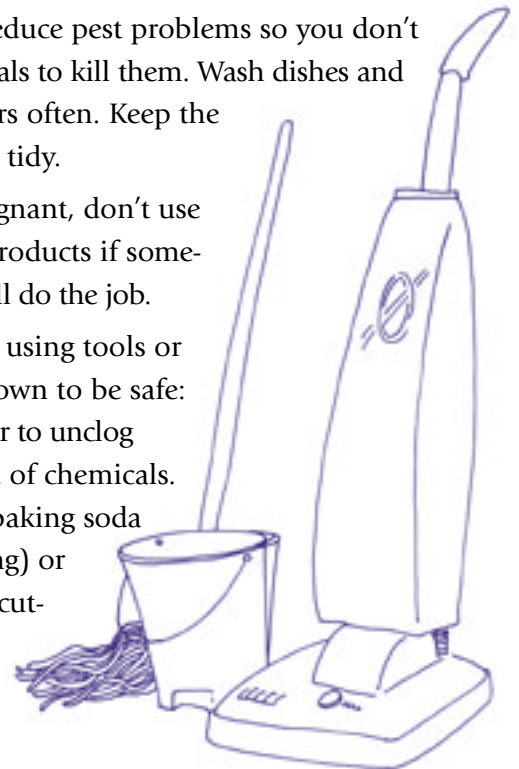 educe pest problems so you don’t
als to kill them. Wash dishes and
rs often. Keep the
tidy.
gnant, don’t use
roducts if some-
ll do the job.
using tools or
own to be safe:
r to unclog
of chemicals.
baking soda
ng) or
cut-